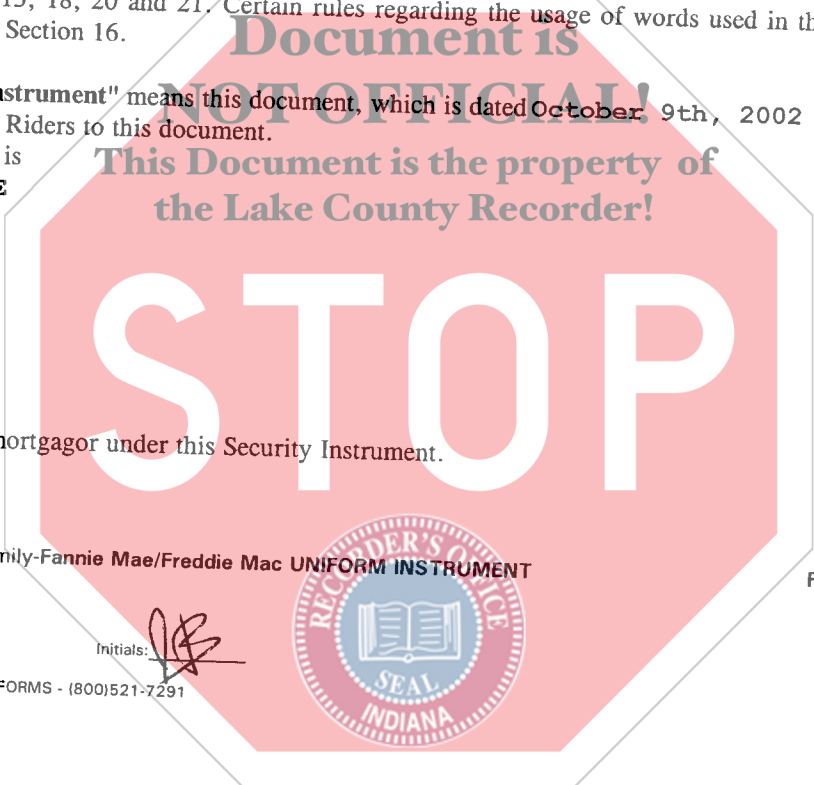 15, 18, 20 and 21. Certain rules regarding the usage of words used in th
Section 16.
Document is
strument" means this document, which is dated October 9th, 2002
NOT OFFICIAL!
Riders to this document.
is
This Document is the property of
E
the Lake County Recorder!
STOP
nortgagor under this Security Instrument.
nily-Fannie Mae/Freddie Mac UNIFORM INSTRUMENT
RECORDER'S OFFICE
SEAL
INDIANA
Initials:
FORMS - (800)521-7291